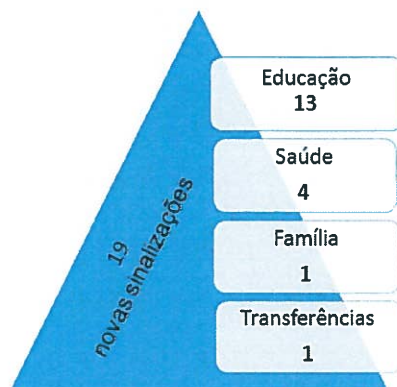 19
novas sinalizações
Educação
13
Saúde
4
Família
1
Transferências
1